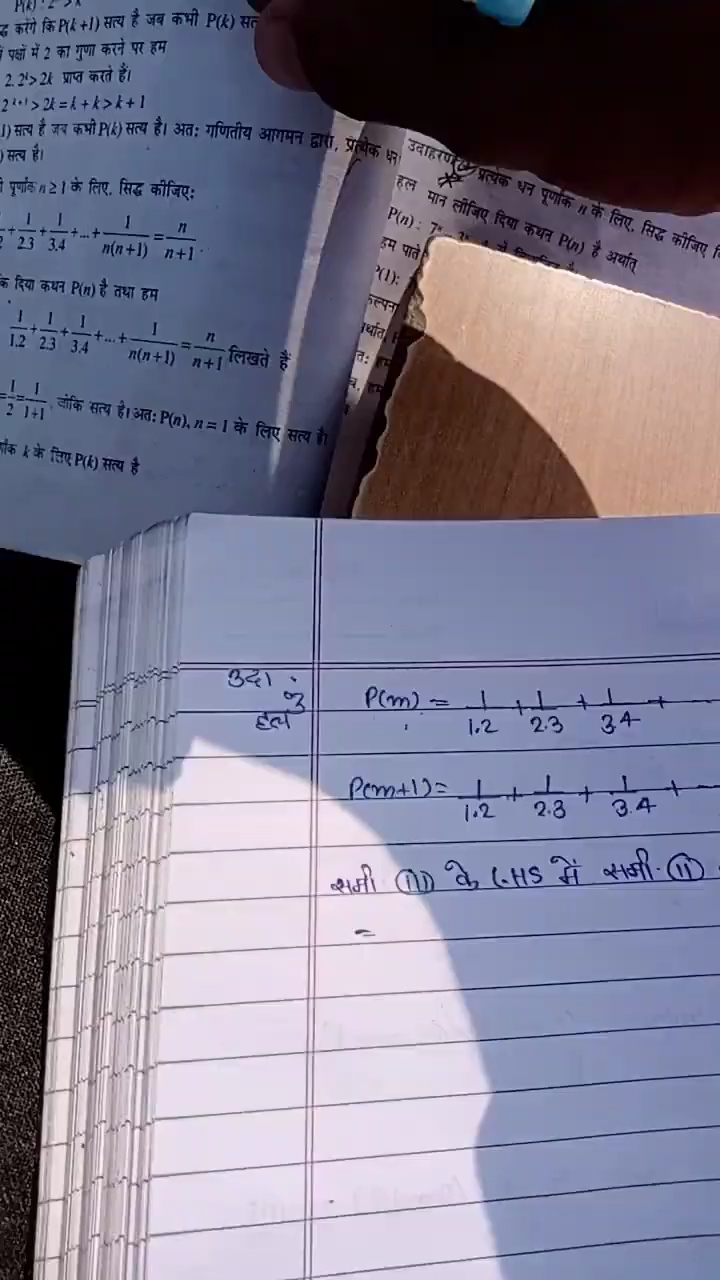 P(k) : 2 > k
करेंगे कि P(k+1) सत्य है जब कभी P(k)
पक्षों में 2 का गुणा करने पर हम
2.2ᵏ > 2k प्राप्त करते हैं।
2ᵏ⁺¹ > 2k = k + k > k + 1
1) सत्य है जब कभी P(k) सत्य है। अतः गणितीय आगमन द्वारा, प्रत्येक
सत्य है।
पूर्णांक n ≥ 1 के लिए, सिद्ध कीजिए:
+ 1/2.3 + 1/3.4 + ... + 1/n(n+1) = n/n+1.
दिया कथन P(n) है तथा हम
1/1.2 + 1/2.3 + 1/3.4 + ... + 1/n(n+1) = n/n+1 लिखते हैं
= 1/2 = 1/1+1, सत्य है। अतः P(n), n = 1 के लिए सत्य है।
k के लिए P(k) सत्य है
उदाहरण प्रत्येक धन पूर्णांक n के लिए, सिद्ध कीजिए
हल मान लीजिए दिया कथन P(n) है अर्थात्
P(n) : 7ⁿ
हम पाते
P(1):
उदा :
हल
P(m) = 1/1.2 + 1/2.3 + 1/3.4 + —
P(m+1) = 1/1.2 + 1/2.3 + 1/3.4 + —
समी (III) के LHS में समी. (II)
=